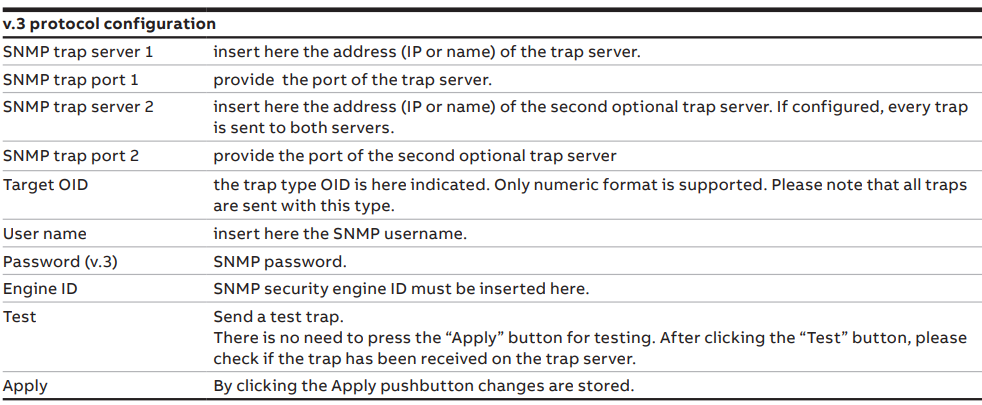 v.3 protocol configuration
SNMP trap server 1 insert here the address (IP or name) of the trap server.
SNMP trap port 1 provide the port of the trap server.
SNMP trap server 2 insert here the address (IP or name) of the second optional trap server. If configured, every trap
is sent to both servers.
SNMP trap port 2 provide the port of the second optional trap server
Target OID the trap type OID is here indicated. Only numeric format is supported. Please note that all traps
are sent with this type.
User name insert here the SNMP username.
Password (v.3) SNMP password.
Engine ID SNMP security engine ID must be inserted here.
Test Send a test trap.
There is no need to press the “Apply” button for testing. After clicking the “Test” button, please
check if the trap has been received on the trap server.
Apply By clicking the Apply pushbutton changes are stored.